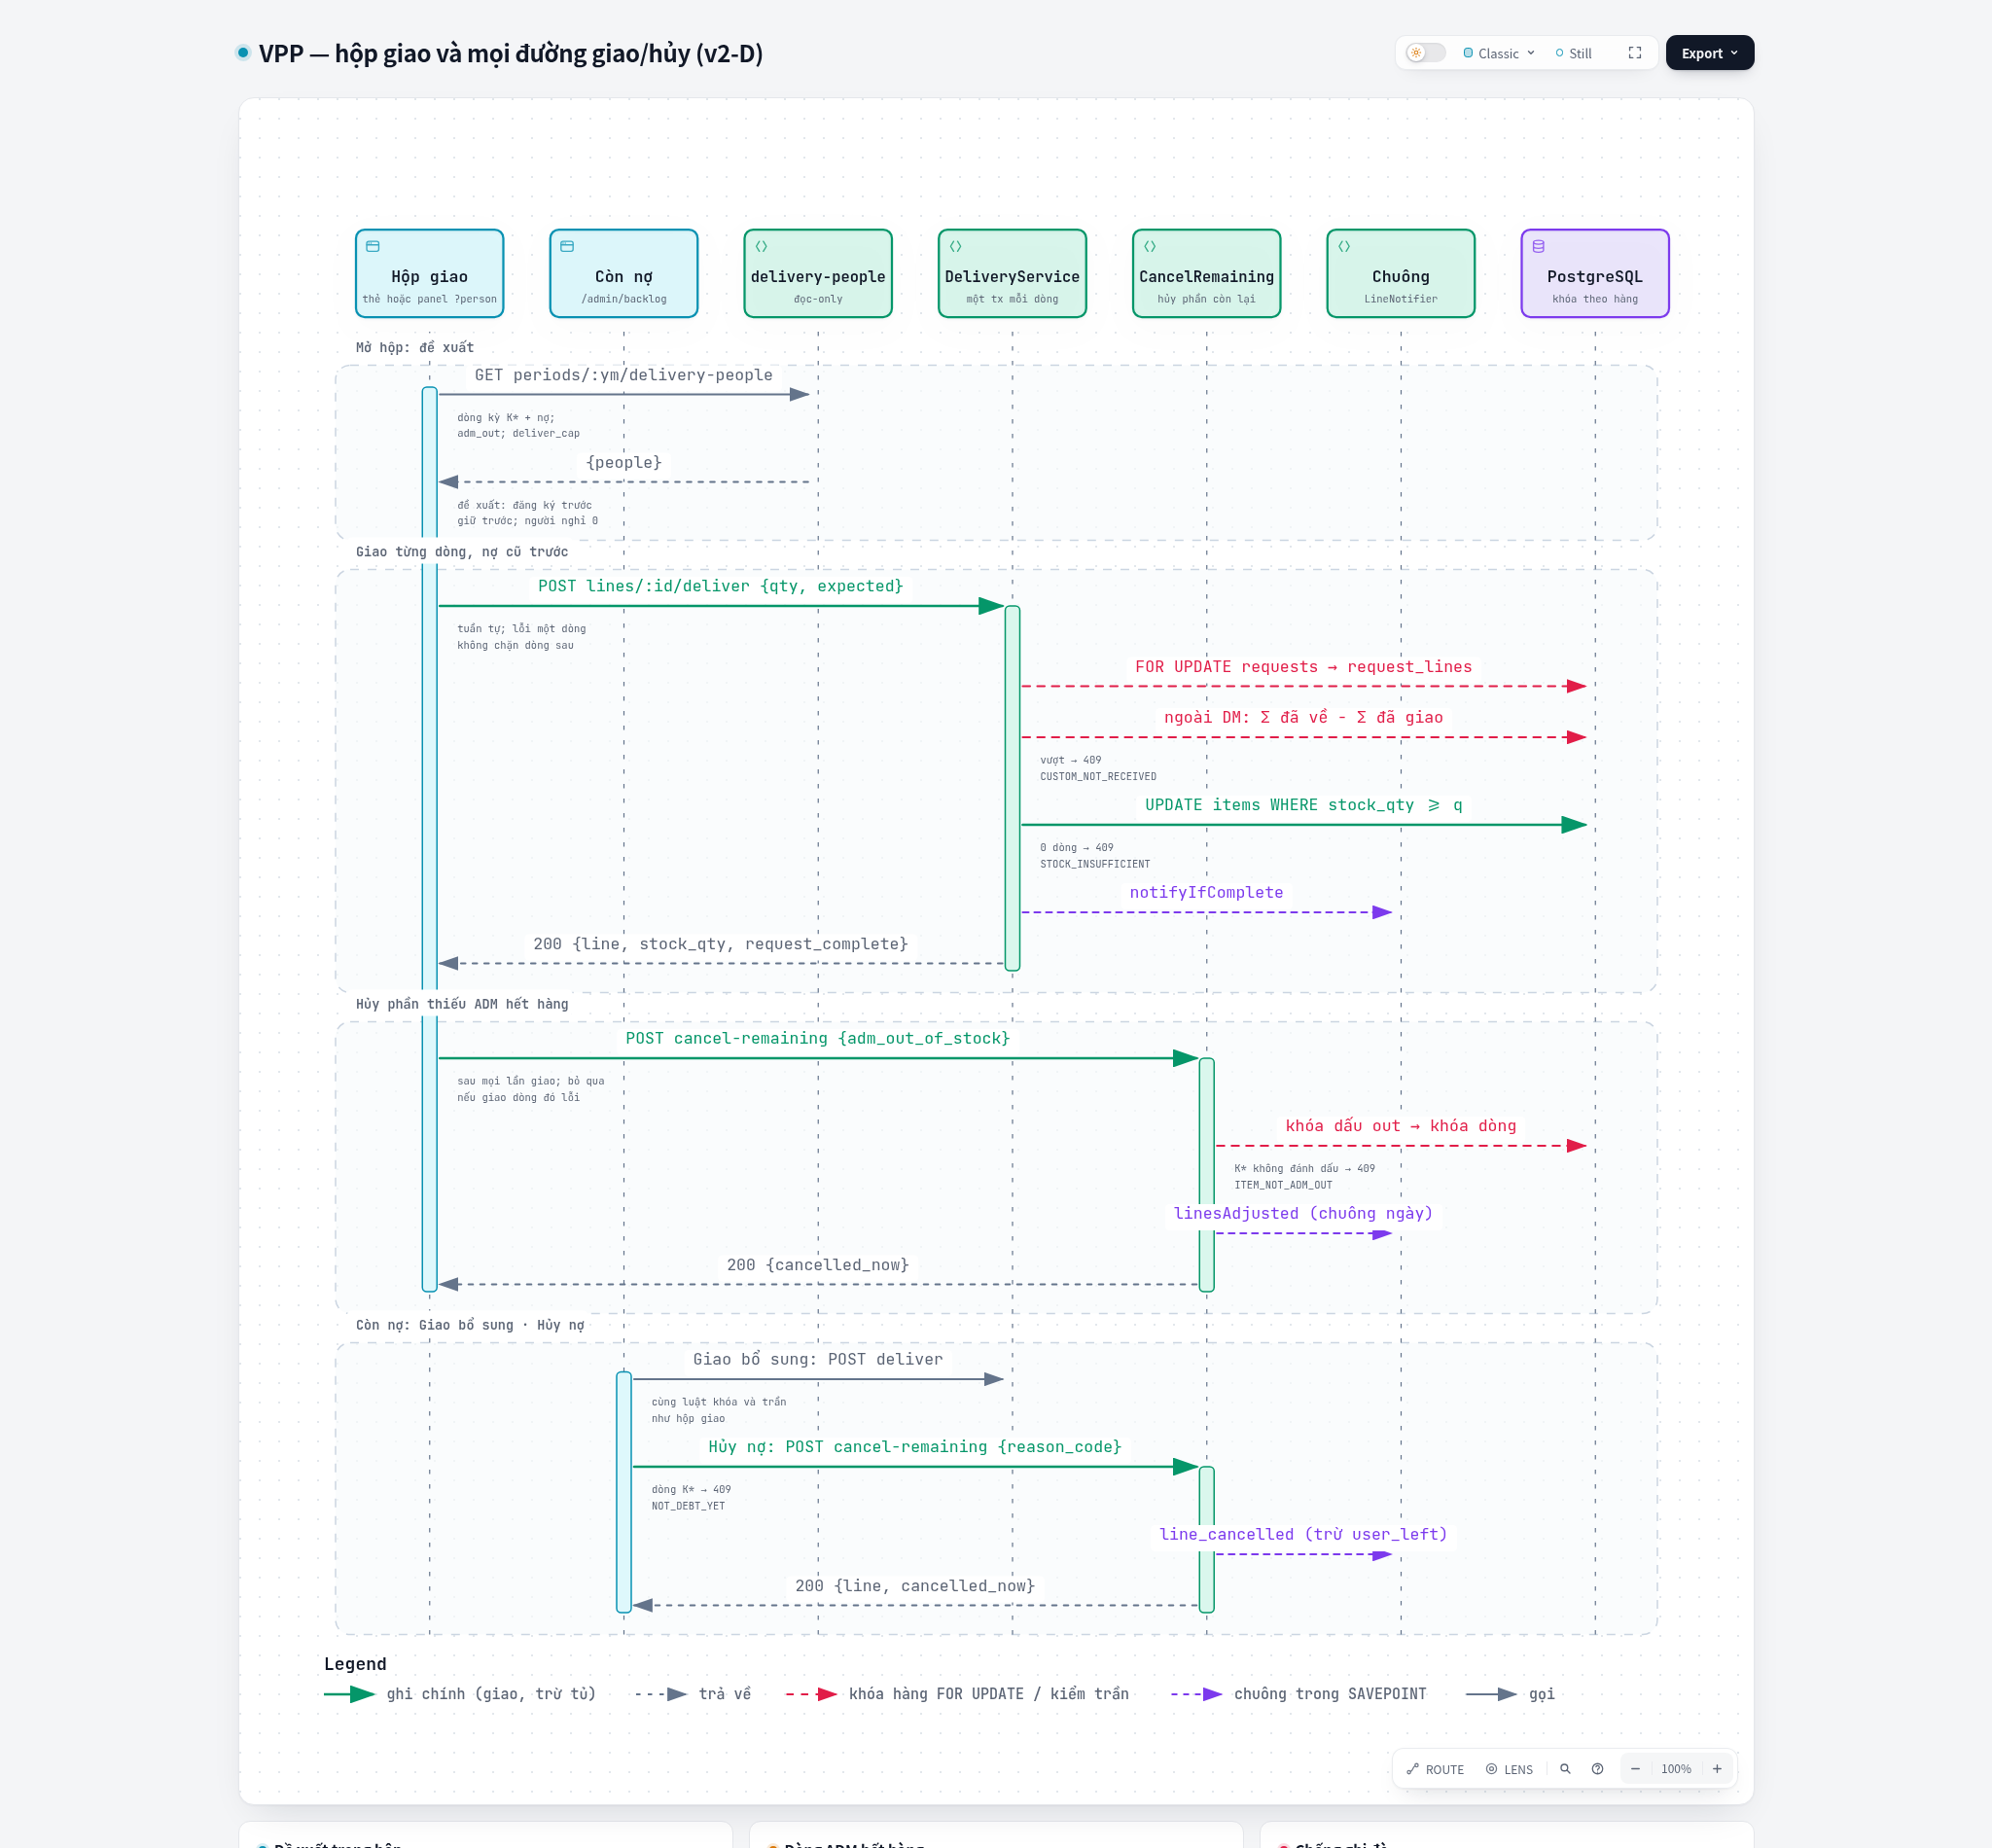 VPP — hộp giao và mọi đường giao/hủy (v2-D)
Classic
Still
Export
Hộp giao
thẻ hoặc panel ?person
Còn nợ
/admin/backlog
delivery-people
đọc-only
DeliveryService
một tx mỗi dòng
CancelRemaining
hủy phần còn lại
Chuông
LineNotifier
PostgreSQL
khóa theo hàng
Mở hộp: đề xuất
GET periods/:ym/delivery-people
dòng kỳ K* + nợ;
adm_out; deliver_cap
{people}
đề xuất: đăng ký trước
giữ trước; người nghỉ 0
Giao từng dòng, nợ cũ trước
POST lines/:id/deliver {qty, expected}
tuần tự; lỗi một dòng
không chặn dòng sau
FOR UPDATE requests → request_lines
ngoài DM: Σ đã về - Σ đã giao
vượt → 409
CUSTOM_NOT_RECEIVED
UPDATE items WHERE stock_qty ⩾ q
0 dòng → 409
STOCK_INSUFFICIENT
notifyIfComplete
200 {line, stock_qty, request_complete}
Hủy phần thiếu ADM hết hàng
POST cancel-remaining {adm_out_of_stock}
sau mọi lần giao; bỏ qua
nếu giao dòng đó lỗi
khóa dấu out → khóa dòng
K* không đánh dấu → 409
ITEM_NOT_ADM_OUT
linesAdjusted (chuông ngày)
200 {cancelled_now}
Còn nợ: Giao bổ sung · Hủy nợ
Giao bổ sung: POST deliver
cùng luật khóa và trần
như hộp giao
Hủy nợ: POST cancel-remaining {reason_code}
dòng K* → 409
NOT_DEBT_YET
line_cancelled (trừ user_left)
200 {line, cancelled_now}
Legend
ghi chính (giao, trừ tủ)
trả về
khóa hàng FOR UPDATE / kiểm trần
chuông trong SAVEPOINT
gọi
ROUTE
LENS
100%